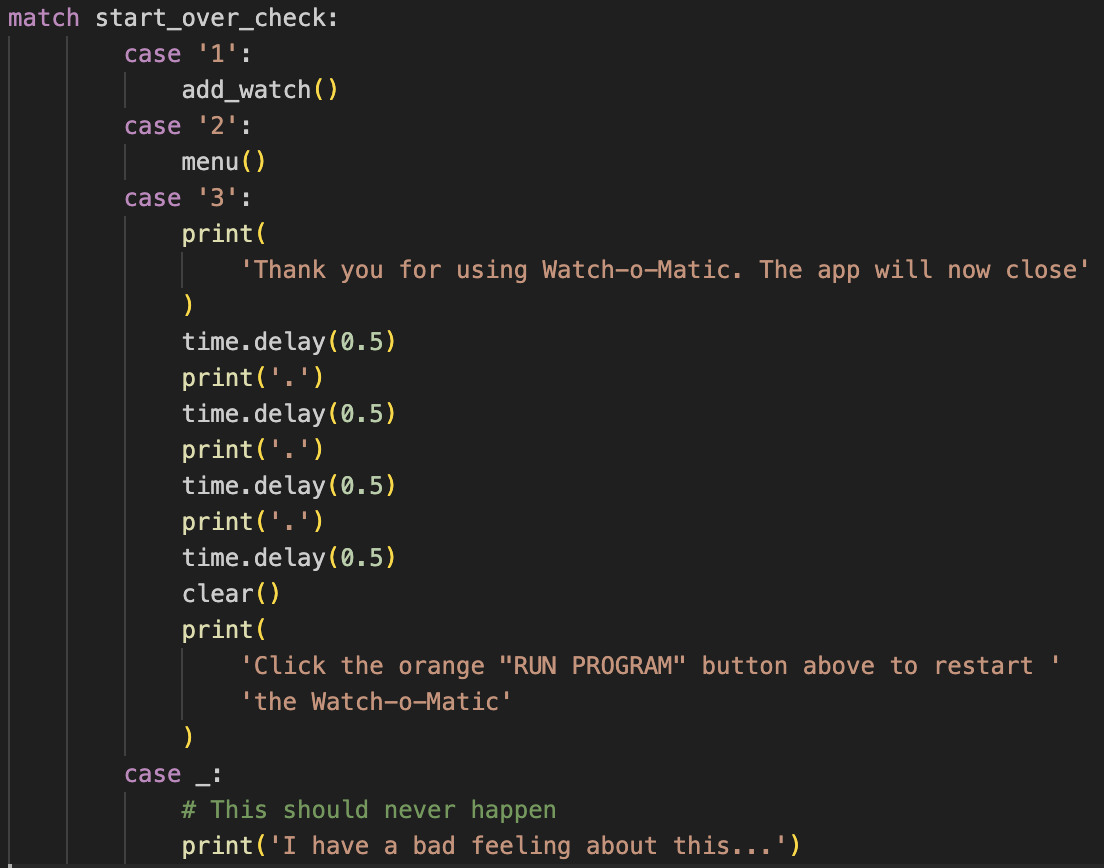 match start_over_check:
case '1':
add_watch()
case '2':
menu()
case '3':
print(
'Thank you for using Watch-o-Matic. The app will now close'
)
time.delay(0.5)
print('.')
time.delay(0.5)
print('.')
time.delay(0.5)
print('.')
time.delay(0.5)
clear()
print(
'Click the orange "RUN PROGRAM" button above to restart '
'the Watch-o-Matic'
)
case _:
# This should never happen
print('I have a bad feeling about this...')